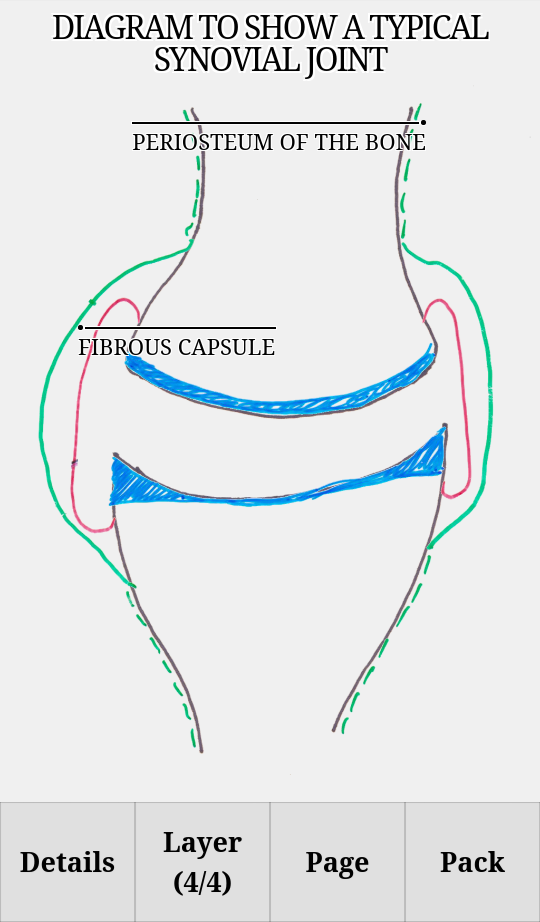 DIAGRAM TO SHOW A TYPICAL
SYNOVIAL JOINT
PERIOSTEUM OF THE BONE
FIBROUS CAPSULE
Details
Layer
(4/4)
Page
Pack